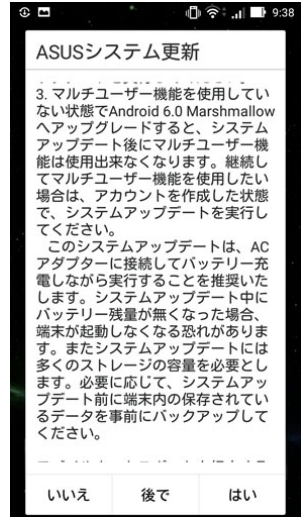 9:38
ASUSシステム更新
3. マルチユーザー機能を使用してい
ない状態でAndroid 6.0 Marshmallow
へアップグレードすると、システム
アップデート後にマルチユーザー機
能は使用出来なくなります。継続し
てマルチユーザー機能を使用したい
場合は、アカウントを作成した状態
で、システムアップデートを実行し
てください。
このシステムアップデートは、AC
アダプターに接続してバッテリー充
電しながら実行することを推奨いた
します。システムアップデート中に
バッテリー残量が無くなった場合、
端末が起動しなくなる恐れがありま
す。またシステムアップデートには
多くのストレージの容量を必要とし
ます。必要に応じて、システムアッ
プデート前に端末内の保存されてい
るデータを事前にバックアップして
ください。
いいえ
後で
はい